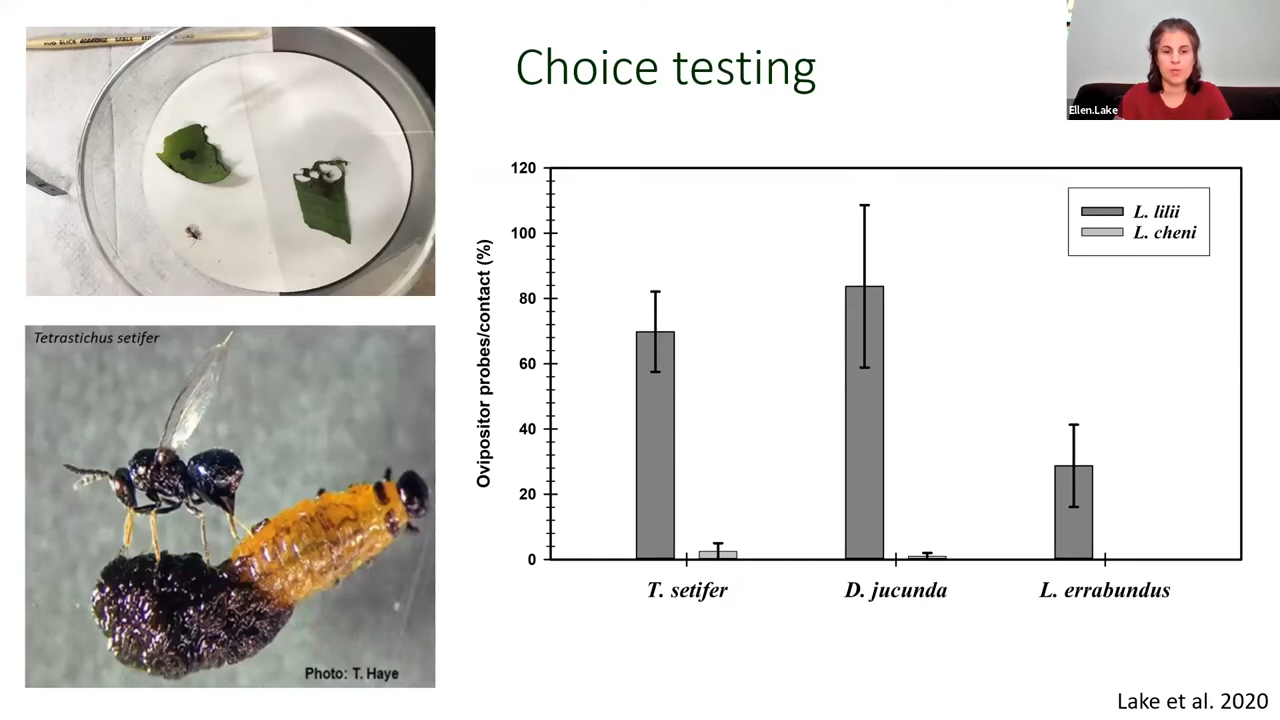 Choice testing
Ellen.Lake
Tetrastichus setifer
Photo: T. Haye
Ovipositor probes/contact (%)
120
100
80
60
40
20
0
L. lilii
L. cheni
T. setifer
D. jucunda
L. errabundus
Lake et al. 2020